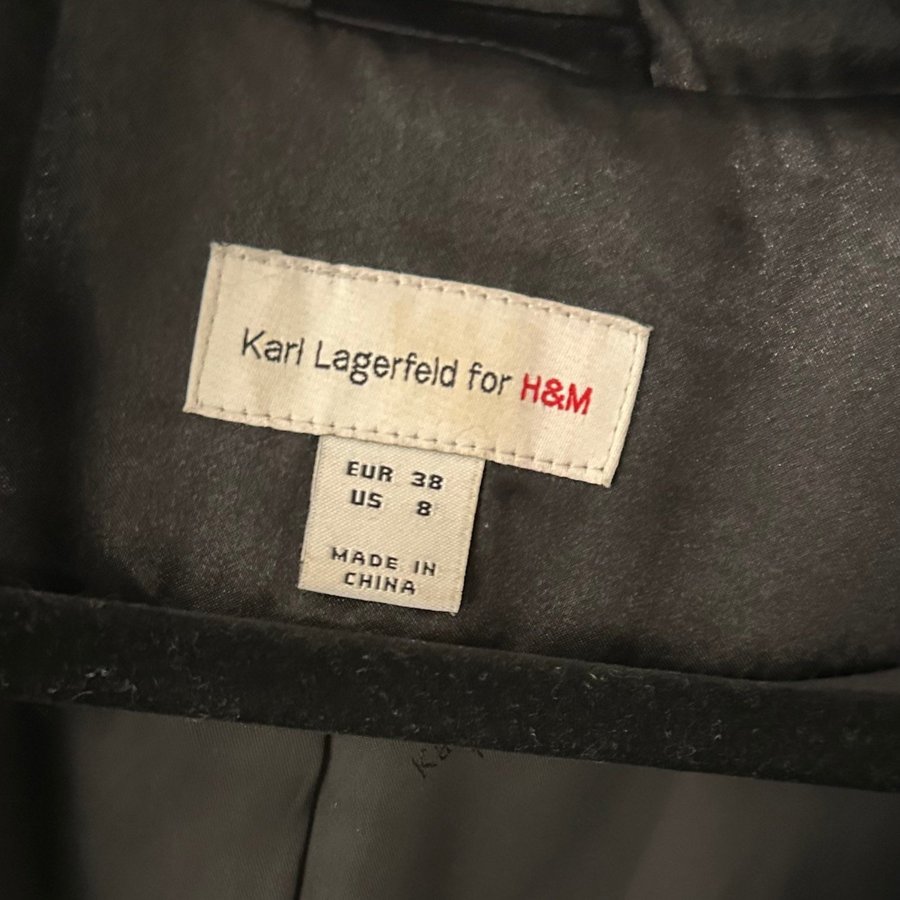 Karl Lagerfeld for H&M
EUR 38
US 8
MADE IN
CHINA